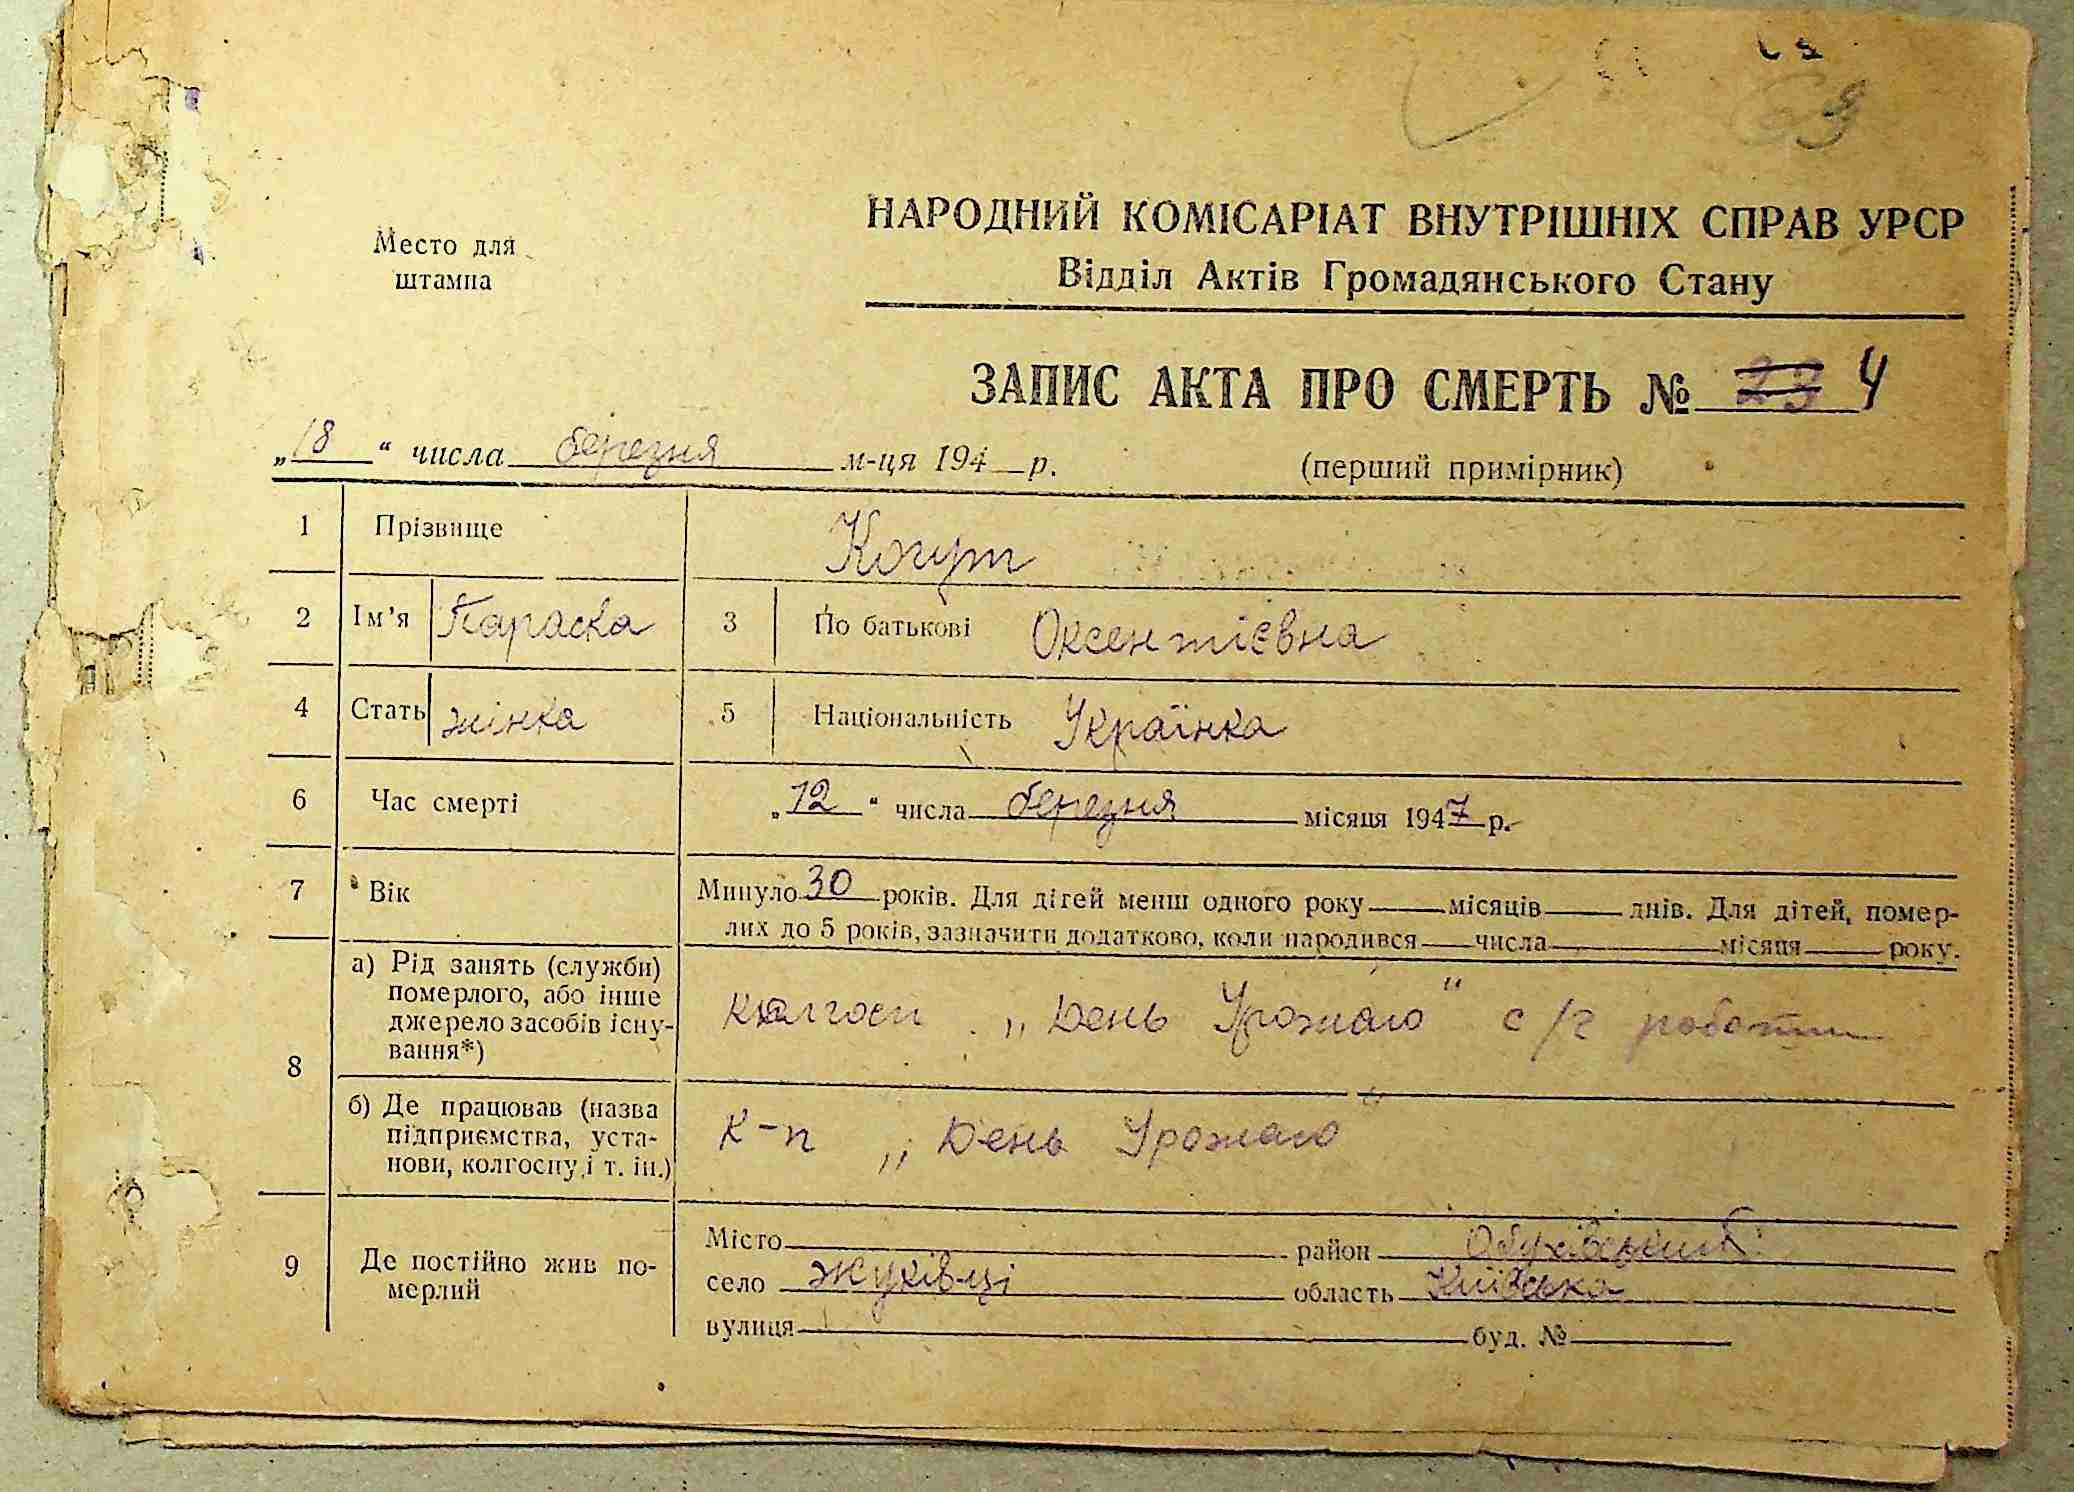 69
Место для
штампа
НАРОДНИЙ КОМІСАРІАТ ВНУТРІШНІХ СПРАВ УРСР
Відділ Актів Громадянського Стану
ЗАПИС АКТА ПРО СМЕРТЬ № 23 4
„18“ числа березня м-ця 194 р. (перший примірник)
1 Прізвище Когут
2 Ім'я Параска 3 По батькові Оксентієвна
4 Стать жінка 5 Національність Українка
6 Час смерті „12“ числа березня місяця 1947 р.
7 Вік Минуло 30 років. Для дітей менш одного року місяців днів. Для дітей, помер-
лих до 5 років, зазначити додатково, коли народився числа місяця року.
8 а) Рід занять (служби)
померлого, або інше
джерело засобів існу-
вання*)
колгосп „День Урожаю" с/г роботи
б) Де працював (назва
підприємства, уста-
нови, колгоспу і т. ін.)
к-п „День Урожаю"
9 Де постійно жив по-
мерлий
Місто район Обухівський
село Жуківці область Київська
вулиця буд. №